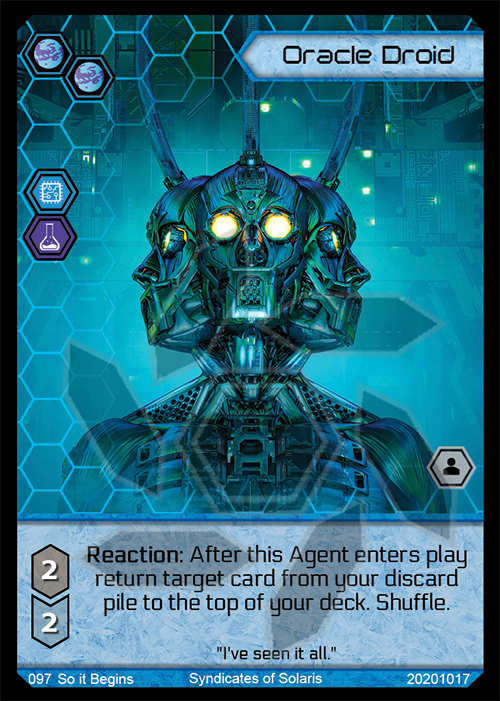 Oracle Droid
2
2
Reaction: After this Agent enters play
return target card from your discard
pile to the top of your deck. Shuffle.
"I've seen it all."
097 So it Begins
Syndicates of Solaris
20201017